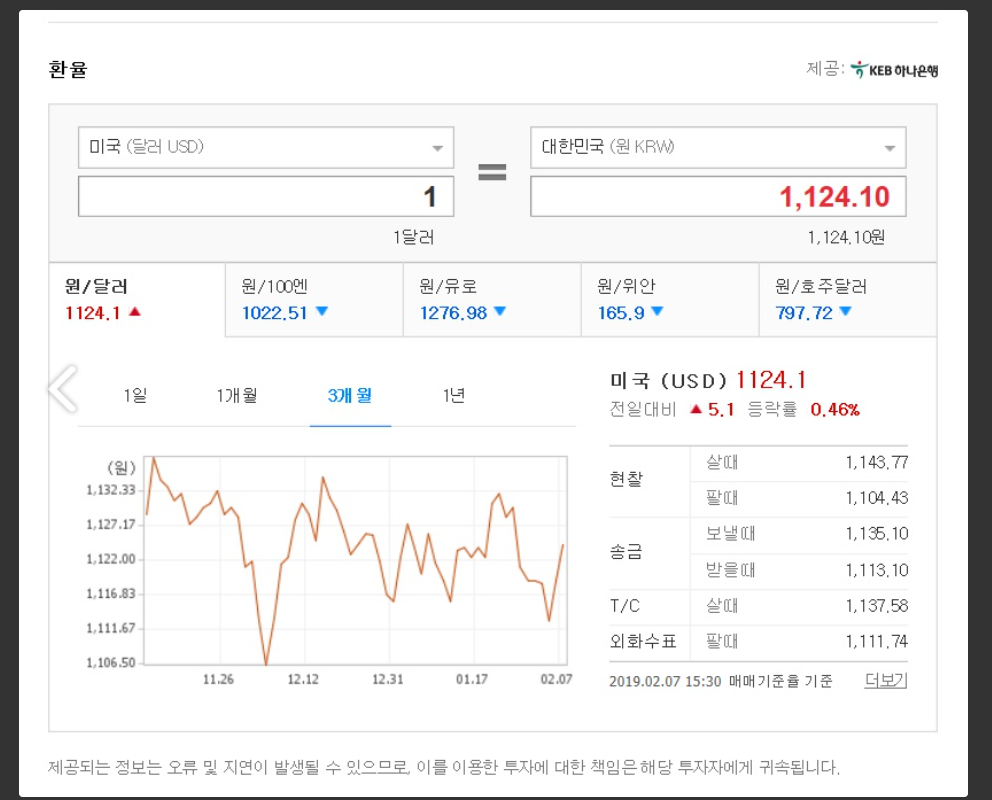 환율
제공: KEB 하나은행
미국 (달러 USD)
대한민국 (원 KRW)
1
=
1,124.10
1달러
1,124.10원
원/달러
1124.1 ▲
원/100엔
1022.51 ▼
원/유로
1276.98 ▼
원/위안
165.9 ▼
원/호주달러
797.72 ▼
1일
1개월
3개월
1년
(원)
1,132.33
1,127.17
1,122.00
1,116.83
1,111.67
1,106.50
11.26
12.12
12.31
01.17
02.07
미국 (USD) 1124.1
전일대비 ▲ 5.1 등락률 0.46%
현찰
살때 1,143.77
팔때 1,104.43
송금
보낼때 1,135.10
받을때 1,113.10
T/C 살때 1,137.58
외화수표 팔때 1,111.74
2019.02.07 15:30 매매기준율 기준 더보기
제공되는 정보는 오류 및 지연이 발생될 수 있으므로, 이를 이용한 투자에 대한 책임은 해당 투자자에게 귀속됩니다.